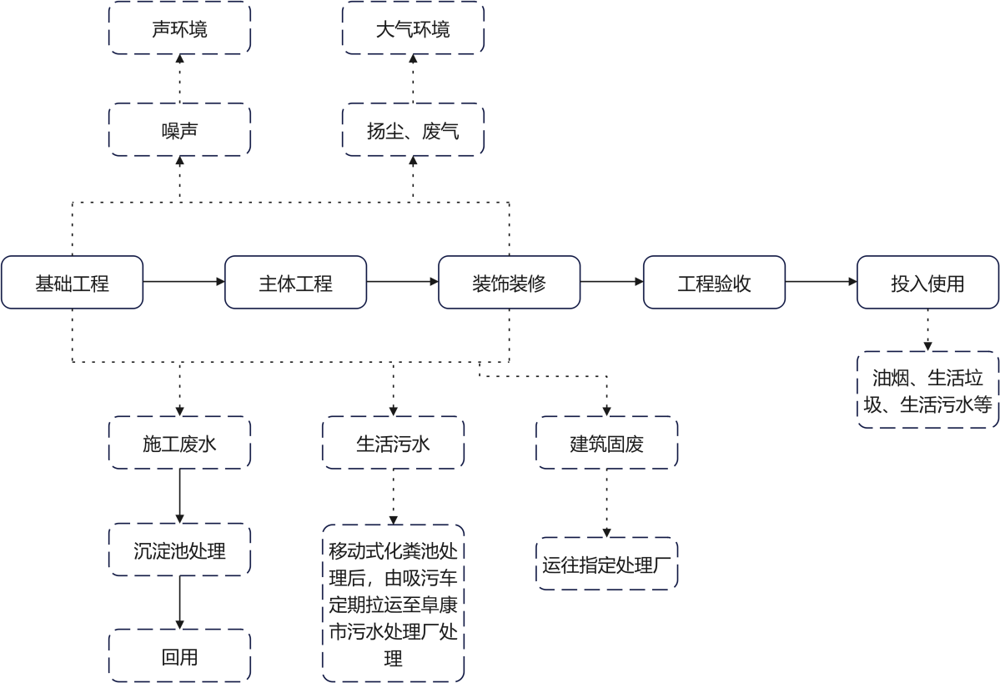 声环境
大气环境
噪声
扬尘、废气
基础工程
主体工程
装饰装修
工程验收
投入使用
油烟、生活垃
圾、生活污水等
施工废水
生活污水
建筑固废
沉淀池处理
移动式化粪池处
理后，由吸污车
定期拉运至阜康
市污水处理厂处
理
运往指定处理厂
回用